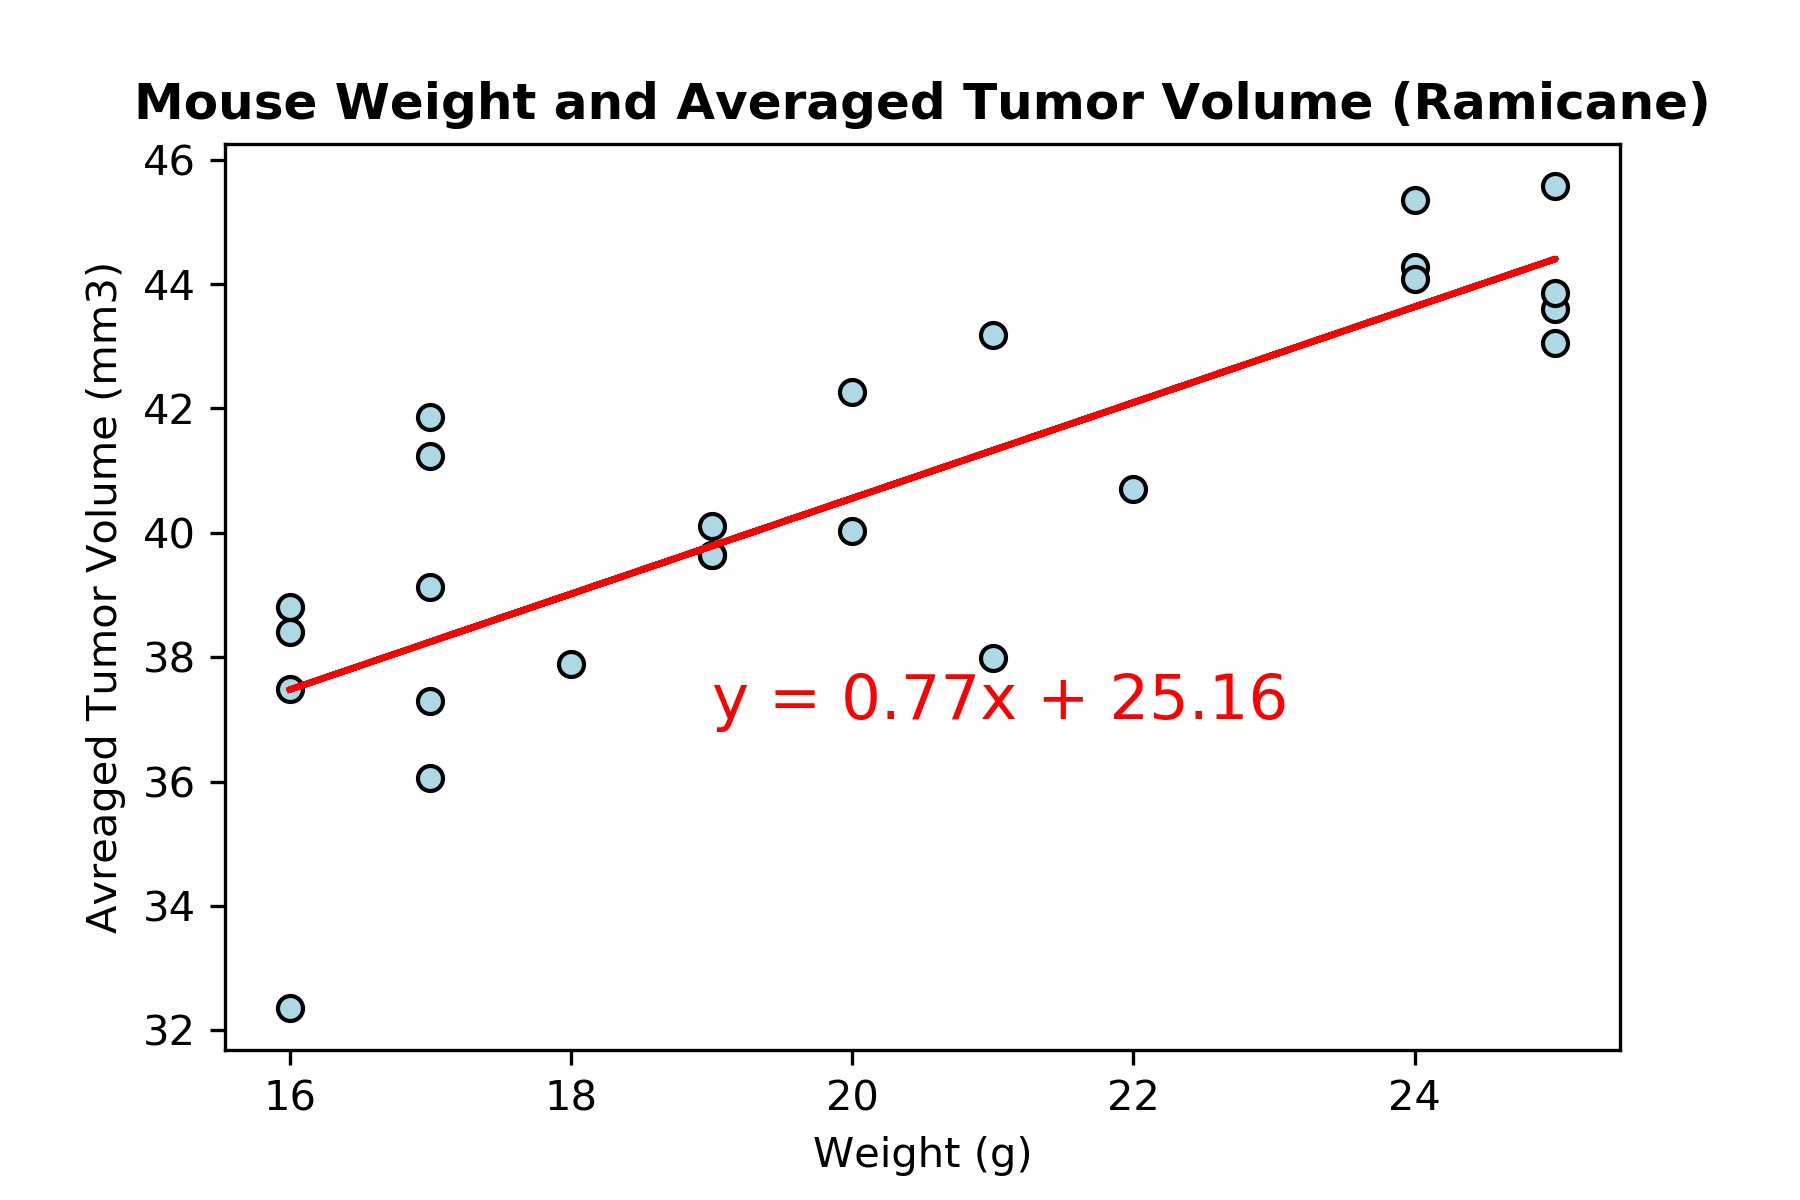 Mouse Weight and Averaged Tumor Volume (Ramicane)
46
44
42
40
38
36
34
32
Avreaged Tumor Volume (mm3)
y = 0.77x + 25.16
16 18 20 22 24
Weight (g)